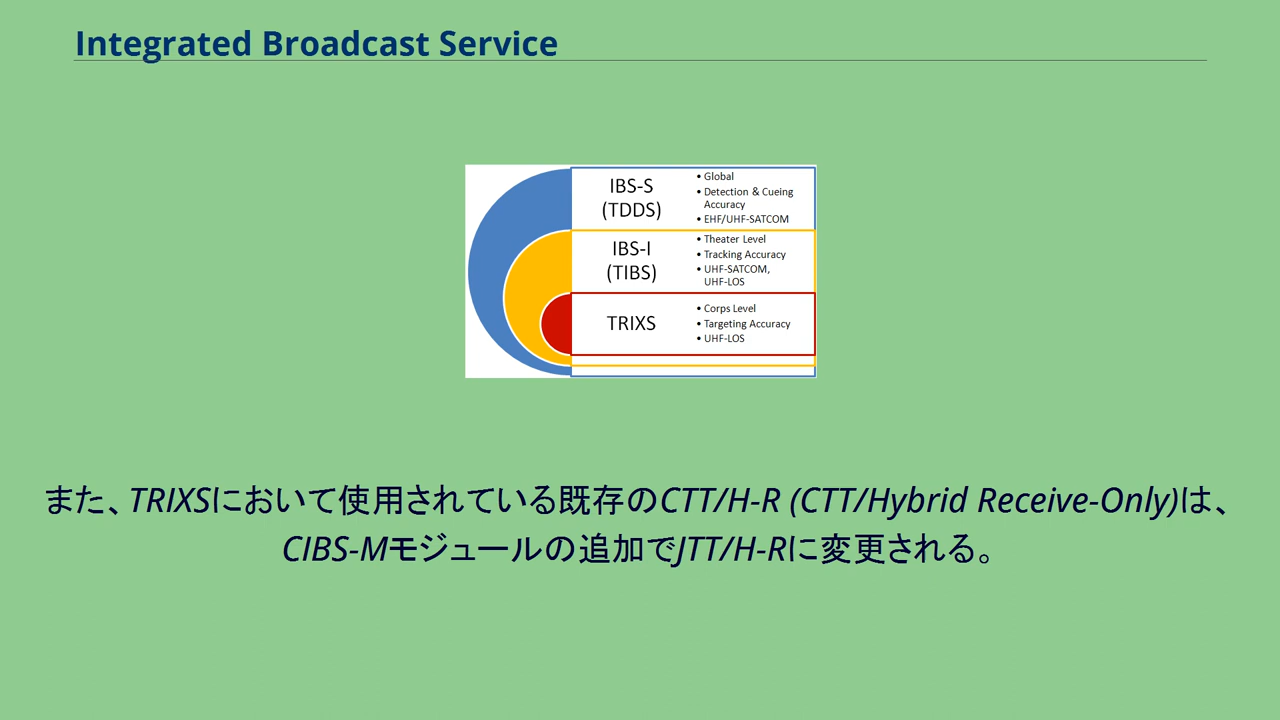 Integrated Broadcast Service
IBS-S
(TDDS)
• Global
• Detection & Cueing
Accuracy
• EHF/UHF-SATCOM
IBS-I
(TIBS)
• Theater Level
• Tracking Accuracy
• UHF-SATCOM,
UHF-LOS
TRIXS
• Corps Level
• Targeting Accuracy
• UHF-LOS
また、TRIXSにおいて使用されている既存のCTT/H-R (CTT/Hybrid Receive-Only)は、
CIBS-Mモジュールの追加でJTT/H-Rに変更される。